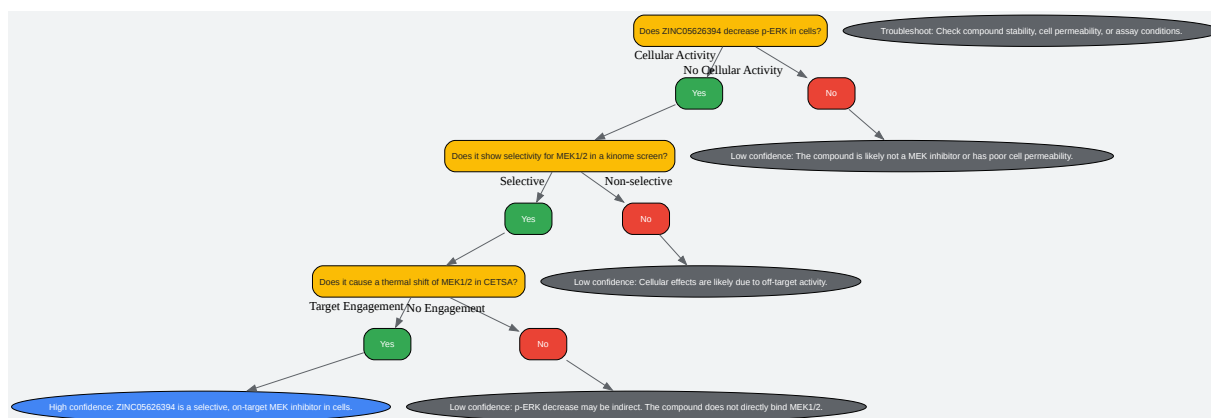 Does ZINC05626394 decrease p-ERK in cells?
Troubleshoot: Check compound stability, cell permeability, or assay conditions.
Cellular Activity
No Cellular Activity
Yes
No
Does it show selectivity for MEK1/2 in a kinome screen?
Low confidence: The compound is likely not a MEK inhibitor or has poor cell permeability.
Selective
Non-selective
Yes
No
Does it cause a thermal shift of MEK1/2 in CETSA?
Low confidence: Cellular effects are likely due to off-target activity.
Target Engagement
No Engagement
Yes
No
High confidence: ZINC05626394 is a selective, on-target MEK inhibitor in cells.
Low confidence: p-ERK decrease may be indirect. The compound does not directly bind MEK1/2.